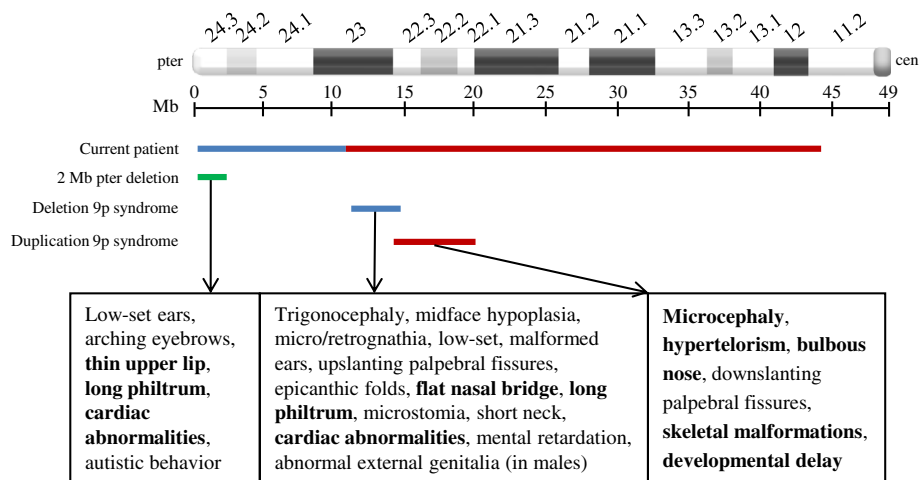 24.3 24.2 24.1 23 22.3 22.2 22.1 21.3 21.2 21.1 13.3 13.2 13.1 12 11.2
pter cen
Mb 0 5 10 15 20 25 30 35 40 45 49
Current patient
2 Mb pter deletion
Deletion 9p syndrome
Duplication 9p syndrome
Low-set ears,
arching eyebrows,
thin upper lip,
long philtrum,
cardiac
abnormalities,
autistic behavior
Trigonocephaly, midface hypoplasia,
micro/retrognathia, low-set, malformed
ears, upslanting palpebral fissures,
epicanthic folds, flat nasal bridge, long
philtrum, microstomia, short neck,
cardiac abnormalities, mental retardation,
abnormal external genitalia (in males)
Microcephaly,
hypertelorism, bulbous
nose, downslanting
palpebral fissures,
skeletal malformations,
developmental delay